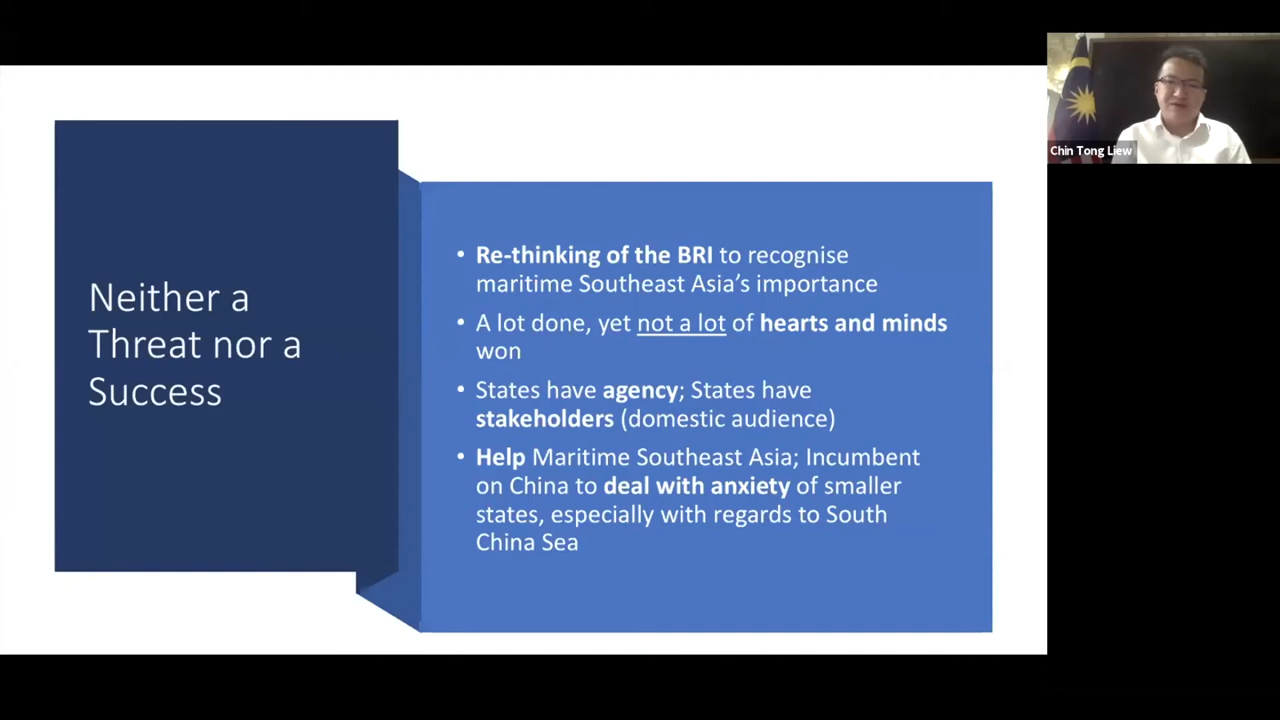 Neither a
Threat nor a
Success
• Re-thinking of the BRI to recognise
maritime Southeast Asia’s importance
• A lot done, yet not a lot of hearts and minds
won
• States have agency; States have
stakeholders (domestic audience)
• Help Maritime Southeast Asia; Incumbent
on China to deal with anxiety of smaller
states, especially with regards to South
China Sea
Chin Tong Liew